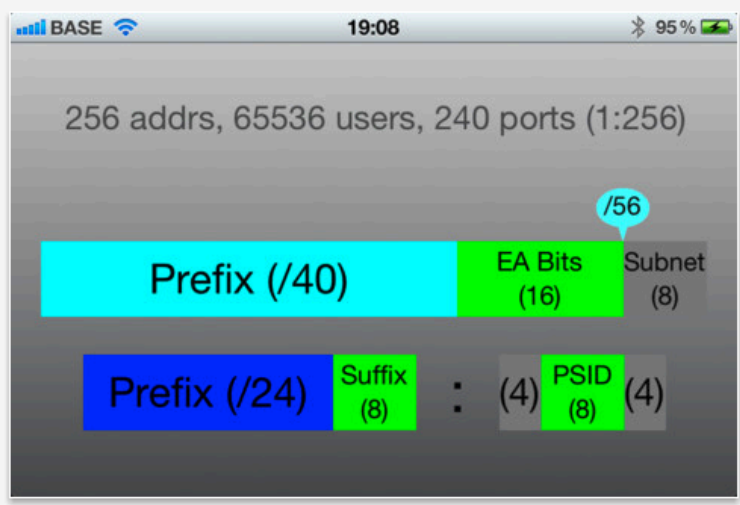 BASE 19:08 95 %
256 addrs, 65536 users, 240 ports (1:256)
/56
Prefix (/40) EA Bits (16) Subnet (8)
Prefix (/24) Suffix (8) : (4) PSID (8) (4)